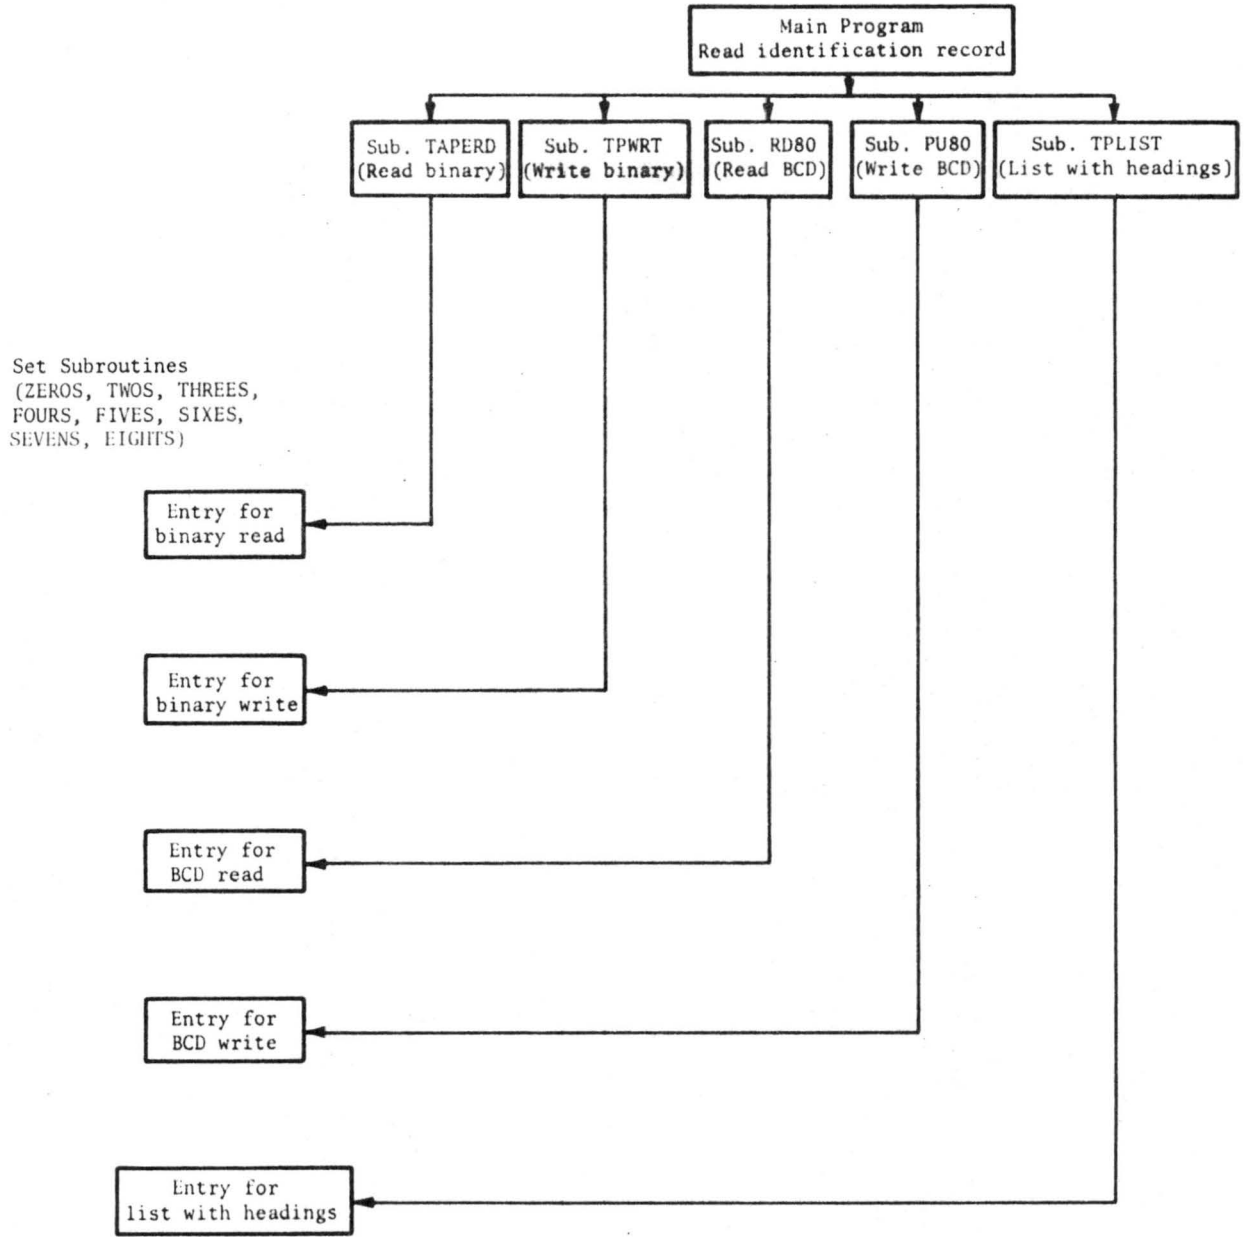 Main Program
Read identification record
Sub. TAPERD
(Read binary)
Sub. TPWRT
(Write binary)
Sub. RD80
(Read BCD)
Sub. PU80
(Write BCD)
Sub. TPLIST
(List with headings)
Set Subroutines
(ZEROS, TWOS, THREES,
FOURS, FIVES, SIXES,
SEVENS, EIGHTS)
Entry for
binary read
Entry for
binary write
Entry for
BCD read
Entry for
BCD write
Entry for
list with headings